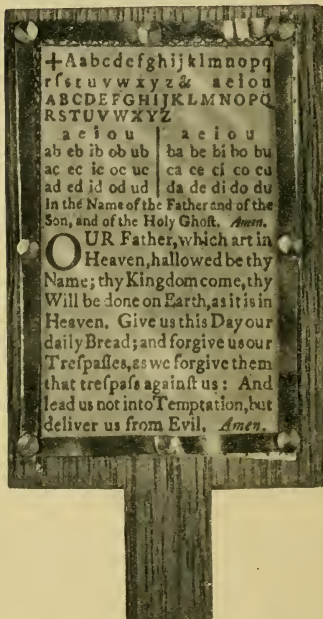 +Aabcdefghijklmnopq
rſstuvwxyz& aeiou
ABCDEFGHIJKLMNOPQ
RSTUVWXYZ
a e i o u a e i o u
ab eb ib ob ub ba be bi bo bu
ac ec ic oc uc ca ce ci co cu
ad ed id od ud da de di do du
In the Name of the Father and of the
Son, and of the Holy Ghoſt. Amen.
OUR Father, which art in
Heaven, hallowed be thy
Name; thy Kingdom come, thy
Will be done on Earth, as it is in
Heaven. Give us this Day our
daily Bread; and forgive us our
Treſpaſſes, as we forgive them
that treſpaſs againſt us: And
lead us not into Temptation, but
deliver us from Evil. Amen.